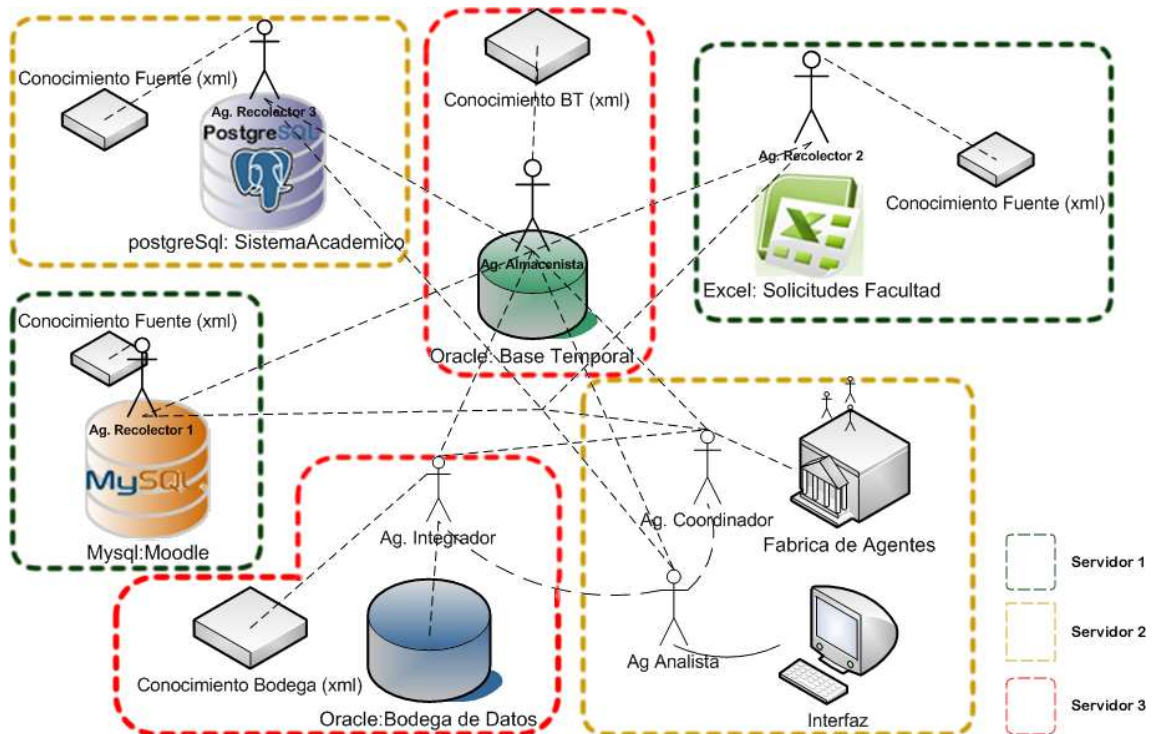 Conocimiento Fuente (xml)
Ag. Recolector 3
PostgreSQL
postgreSql: SistemaAcademico
Conocimiento BT (xml)
Ag. Almacenista
Oracle: Base Temporal
Ag. Recolector 2
Conocimiento Fuente (xml)
Excel: Solicitudes Facultad
Conocimiento Fuente (xml)
Ag. Recolector 1
MySQL
Mysql:Moodle
Ag. Integrador
Conocimiento Bodega (xml)
Oracle:Bodega de Datos
Ag. Coordinador
Fabrica de Agentes
Ag Analista
Interfaz
Servidor 1
Servidor 2
Servidor 3